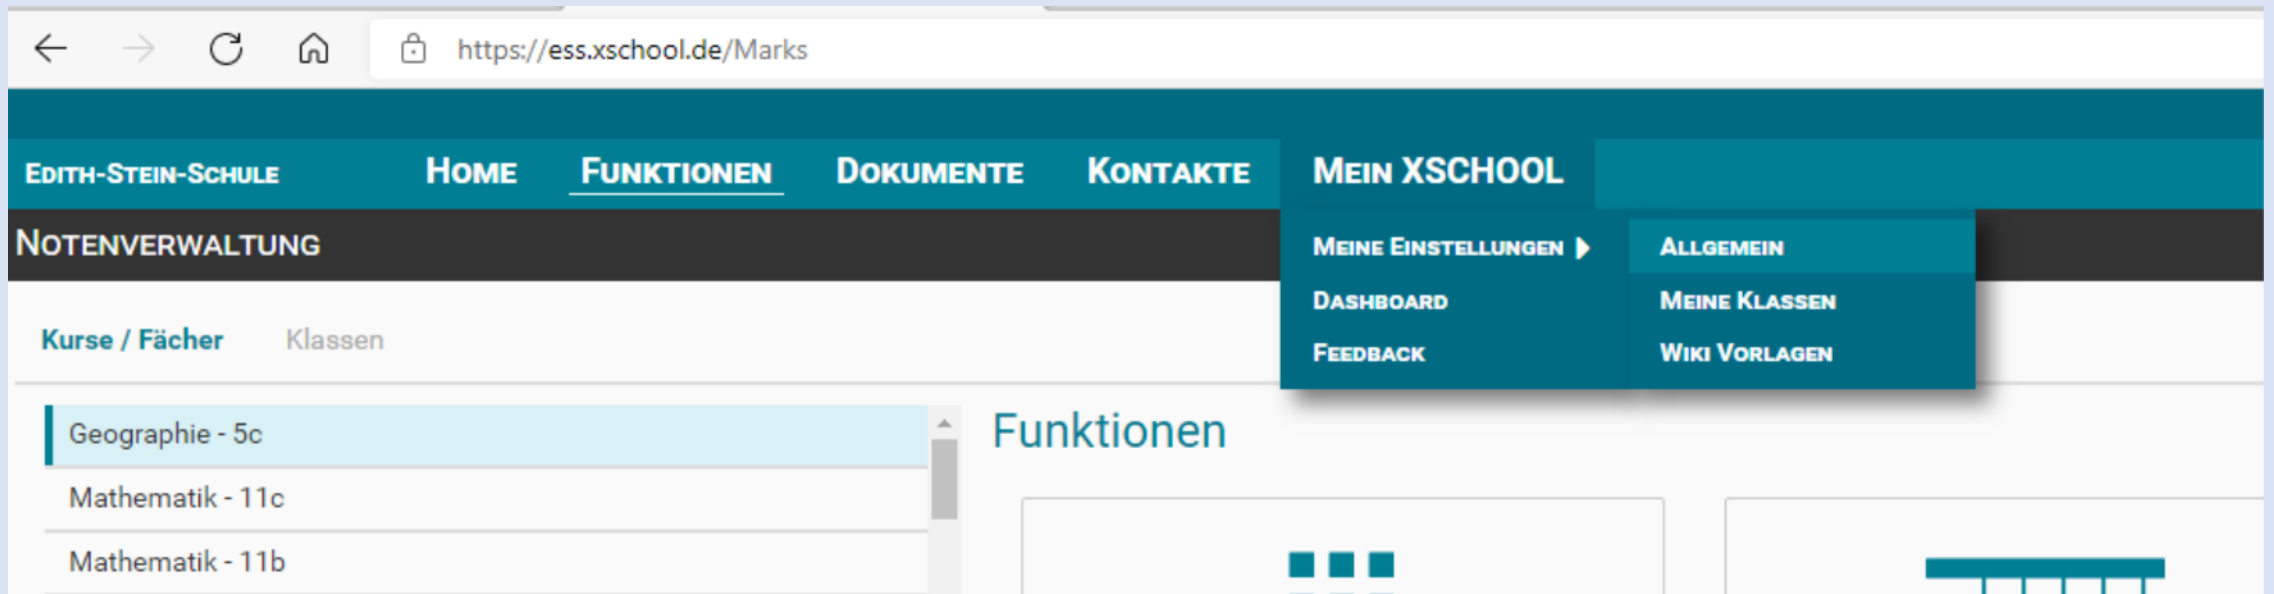 https://ess.xschool.de/Marks
EDITH-STEIN-SCHULE HOME FUNKTIONEN DOKUMENTE KONTAKTE MEIN XSCHOOL
NOTENVERWALTUNG
MEINE EINSTELLUNGEN ALLGEMEIN
DASHBOARD MEINE KLASSEN
FEEDBACK WIKI VORLAGEN
Kurse / Fächer Klassen
Geographie - 5c
Mathematik - 11c
Mathematik - 11b
Funktionen